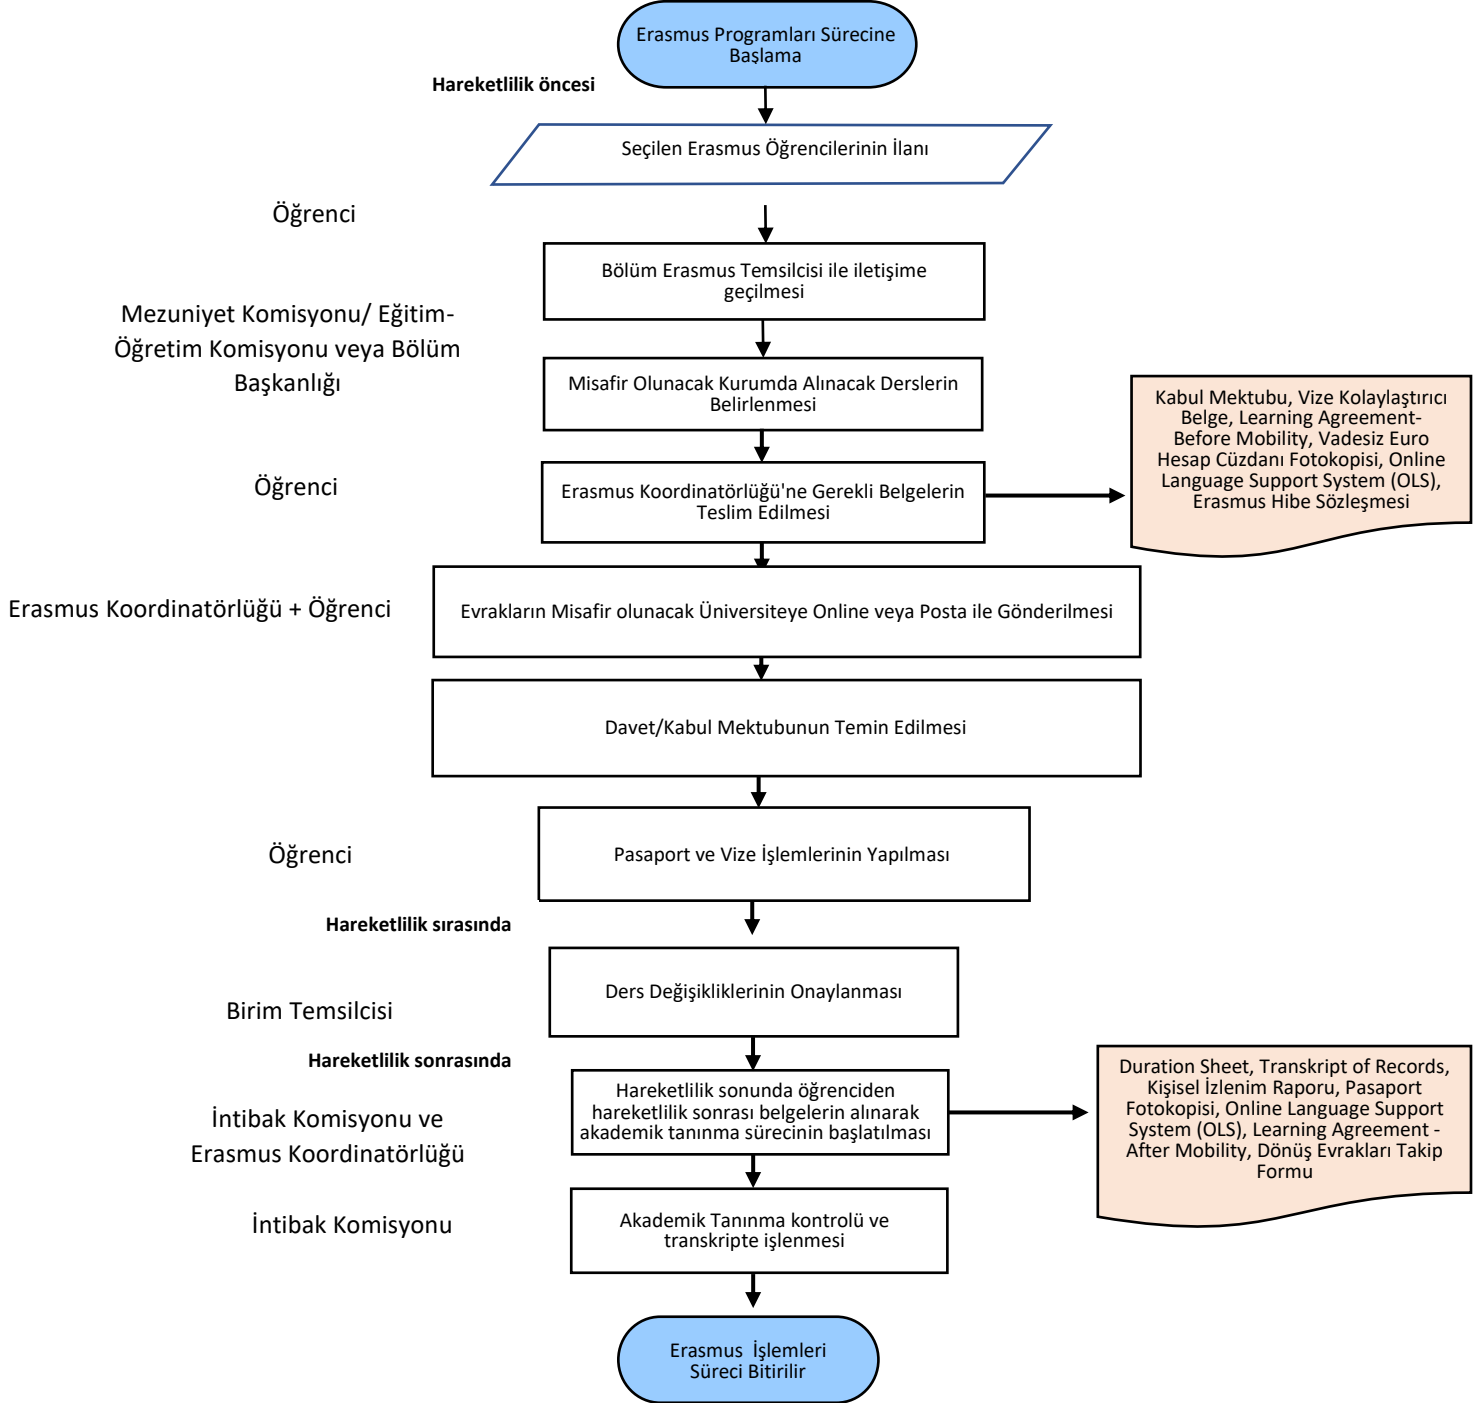 Erasmus Programları Sürecine
Başlama
Hareketlilik öncesi
Seçilen Erasmus Öğrencilerinin İlanı
Öğrenci
Bölüm Erasmus Temsilcisi ile iletişime
geçilmesi
Mezuniyet Komisyonu/ Eğitim-
Öğretim Komisyonu veya Bölüm
Başkanlığı
Misafir Olunacak Kurumda Alınacak Derslerin
Belirlenmesi
Kabul Mektubu, Vize Kolaylaştırıcı
Belge, Learning Agreement-
Before Mobility, Vadesiz Euro
Hesap Cüzdanı Fotokopisi, Online
Language Support System (OLS),
Erasmus Hibe Sözleşmesi
Öğrenci
Erasmus Koordinatörlüğü'ne Gerekli Belgelerin
Teslim Edilmesi
Erasmus Koordinatörlüğü + Öğrenci
Evrakların Misafir olunacak Üniversiteye Online veya Posta ile Gönderilmesi
Davet/Kabul Mektubunun Temin Edilmesi
Öğrenci
Pasaport ve Vize İşlemlerinin Yapılması
Hareketlilik sırasında
Ders Değişikliklerinin Onaylanması
Birim Temsilcisi
Hareketlilik sonrasında
Hareketlilik sonunda öğrenciden
hareketlilik sonrası belgelerin alınarak
akademik tanınma sürecinin başlatılması
Duration Sheet, Transkript of Records,
Kişisel İzlenim Raporu, Pasaport
Fotokopisi, Online Language Support
System (OLS), Learning Agreement -
After Mobility, Dönüş Evrakları Takip
Formu
İntibak Komisyonu ve
Erasmus Koordinatörlüğü
İntibak Komisyonu
Akademik Tanınma kontrolü ve
transkripte işlenmesi
Erasmus  İşlemleri
Süreci Bitirilir